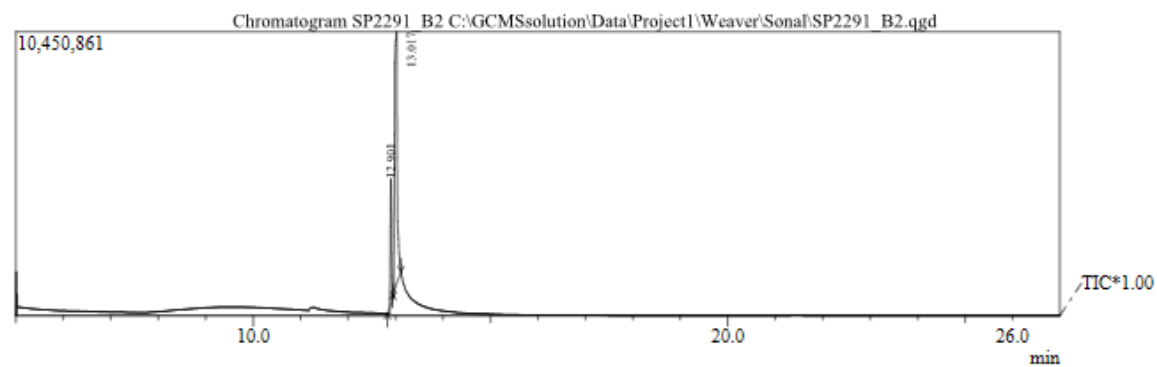 Chromatogram SP2291_B2 C:\GCMSsolution\Data\Project1\Weaver\Sonal\SP2291_B2.qgd
10,450,861
13.017
12.901
TIC*1.00
10.0
20.0
26.0
min